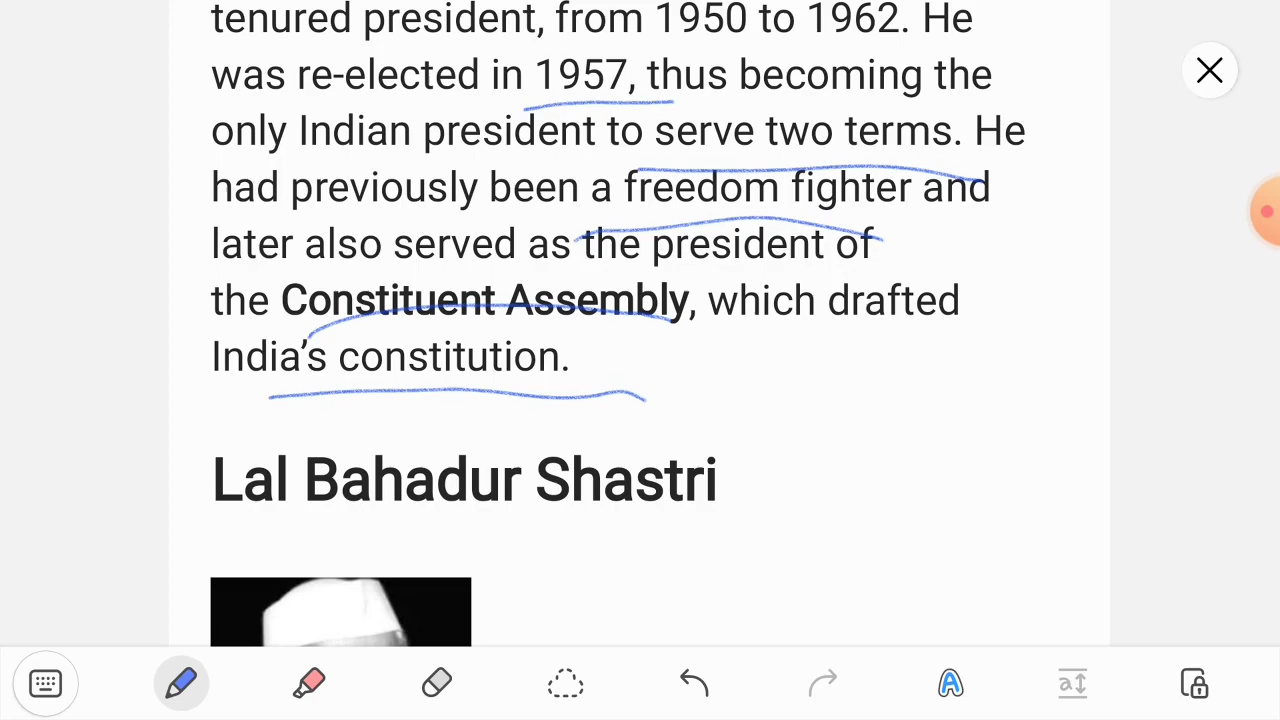 tenured president, from 1950 to 1962. He
was re-elected in 1957, thus becoming the
only Indian president to serve two terms. He
had previously been a freedom fighter and
later also served as the president of
the Constituent Assembly, which drafted
India’s constitution.
Lal Bahadur Shastri
A
a